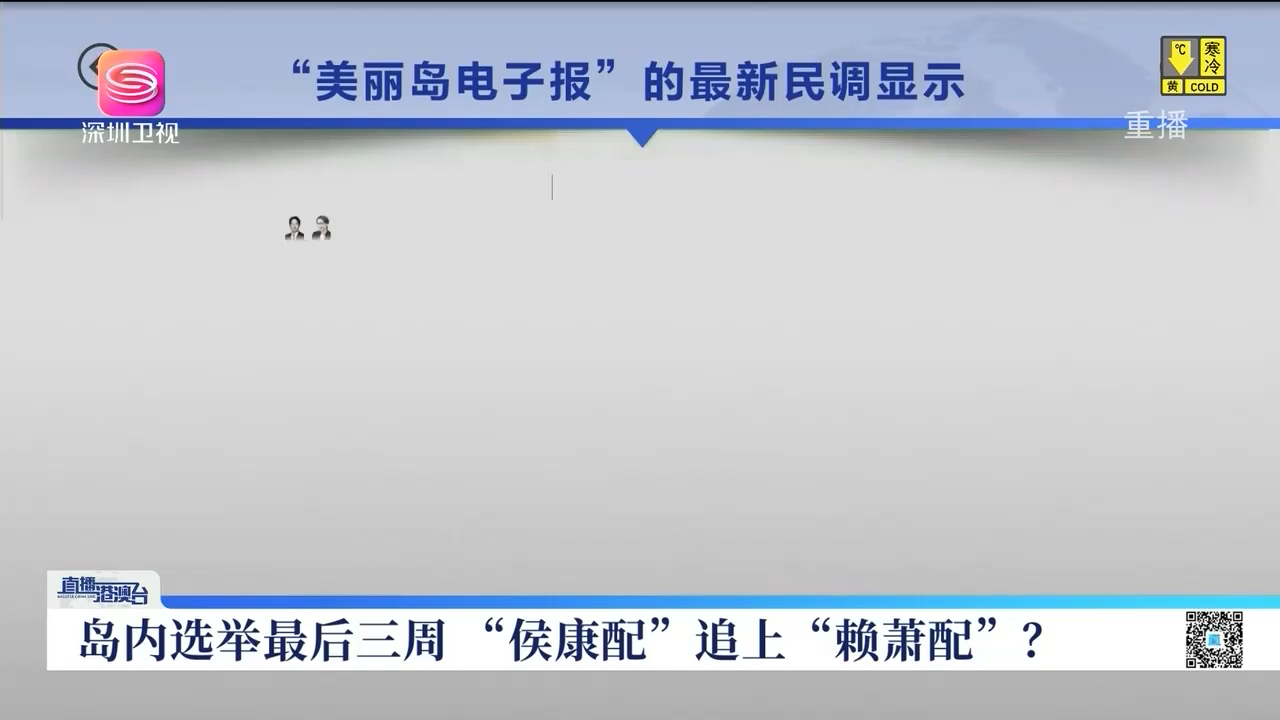 “美丽岛电子报”的最新民调显示
℃
寒冷
黄 COLD
深圳卫视
重播
直播港澳台
岛内选举最后三周 “侯康配”追上“赖萧配”?